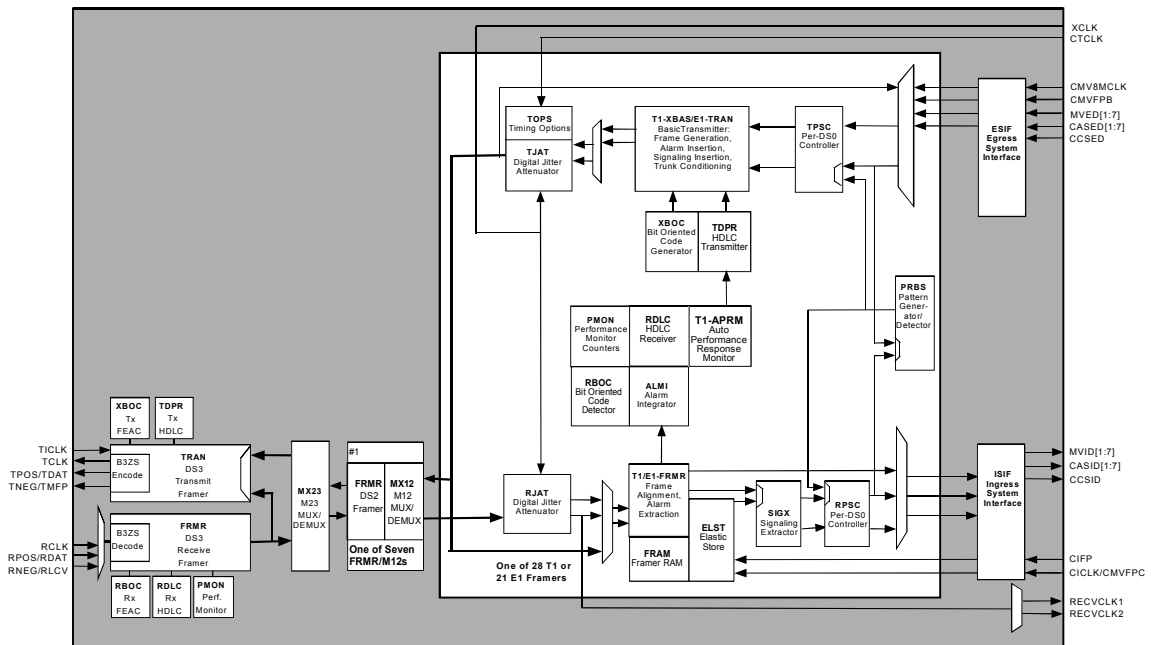 XCLK
CTCLK
TOPS
Timing Options
TJAT
Digital Jitter
Attenuator
T1-XBAS/E1-TRAN
BasicTransmitter:
Frame Generation,
Alarm Insertion,
Signaling Insertion,
Trunk Conditioning
TPSC
Per-DS0
Controller
ESIF
Egress
System
Interface
CMV8MCLK
CMVFPB
MVED[1:7]
CASED[1:7]
CCSED
XBOC
Bit Oriented
Code
Generator
TDPR
HDLC
Transmitter
PRBS
Pattern
Gener-
ator/
Detector
PMON
Performance
Monitor
Counters
RDLC
HDLC
Receiver
T1-APRM
Auto
Performance
Response
Monitor
RBOC
Bit Oriented
Code
Detector
ALMI
Alarm
Integrator
XBOC
Tx
FEAC
TDPR
Tx
HDLC
TICLK
TCLK
TPOS/TDAT
TNEG/TMFP
B3ZS
Encode
TRAN
DS3
Transmit
Framer
MX23
M23
MUX/
DEMUX
#1
FRMR
DS2
Framer
MX12
M12
MUX/
DEMUX
One of Seven
FRMR/M12s
RCLK
RPOS/RDAT
RNEG/RLCV
B3ZS
Decode
FRMR
DS3
Receive
Framer
RBOC
Rx
FEAC
RDLC
Rx
HDLC
PMON
Perf.
Monitor
RJAT
Digital Jitter
Attenuator
One of 28 T1 or
21 E1 Framers
T1/E1-FRMR
Frame
Alignment,
Alarm
Extraction
FRAM
Framer RAM
ELST
Elastic
Store
SIGX
Signaling
Extractor
RPSC
Per-DS0
Controller
ISIF
Ingress
System
Interface
MVID[1:7]
CASID[1:7]
CCSID
CIFP
CICLK/CMVFPC
RECVCLK1
RECVCLK2